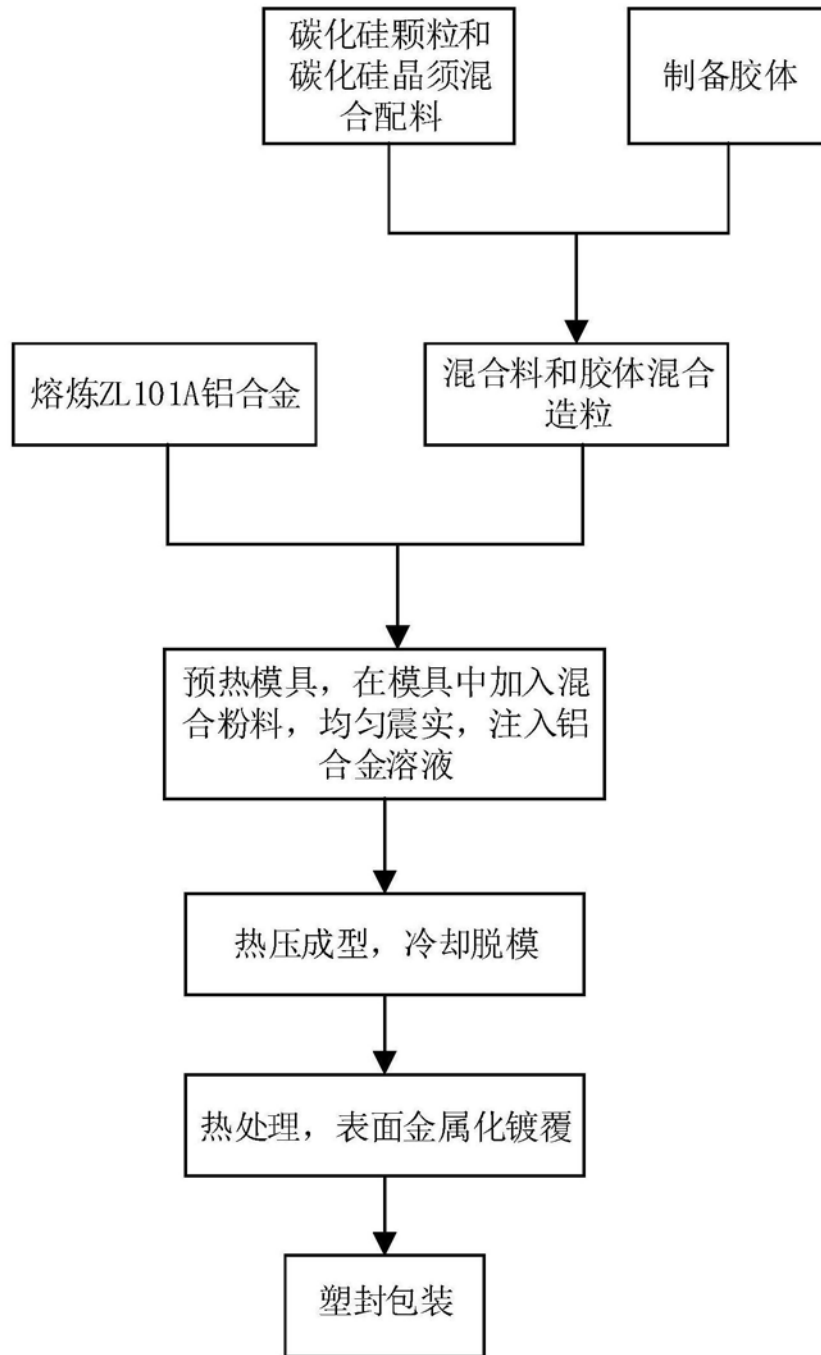 碳化硅颗粒和
碳化硅晶须混
合配料
制备胶体
熔炼ZL101A铝合金
混合料和胶体混合
造粒
预热模具，在模具中加入混
合粉料，均匀震实，注入铝
合金溶液
热压成型，冷却脱模
热处理，表面金属化镀覆
塑封包装